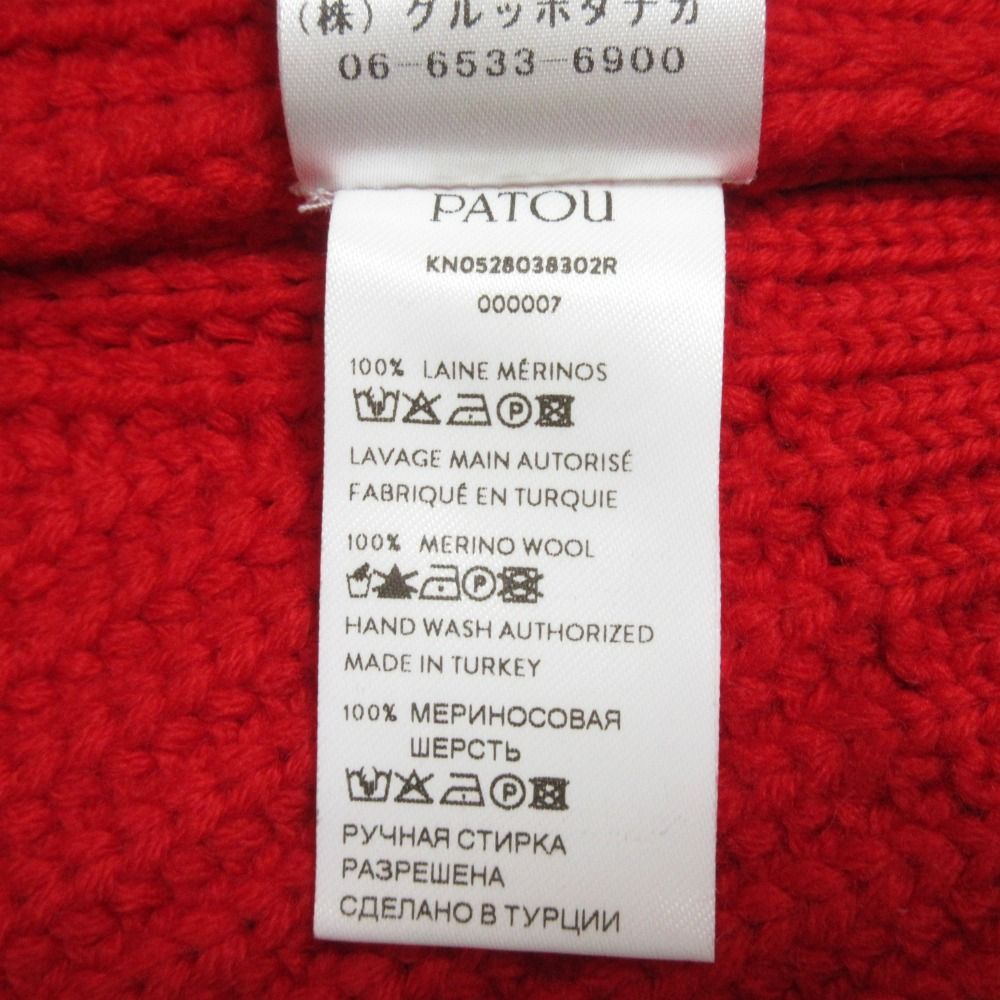 (株)グルッポタナカ
06-6533-6900
PATOU
KN0528038302R
000007
100% LAINE MÉRINOS
P
LAVAGE MAIN AUTORISÉ
FABRIQUÉ EN TURQUIE
100% MERINO WOOL
P
HAND WASH AUTHORIZED
MADE IN TURKEY
100% МЕРИНОСОВАЯ
ШЕРСТЬ
P
РУЧНАЯ СТИРКА
РАЗРЕШЕНА
СДЕЛАНО В ТУРЦИИ